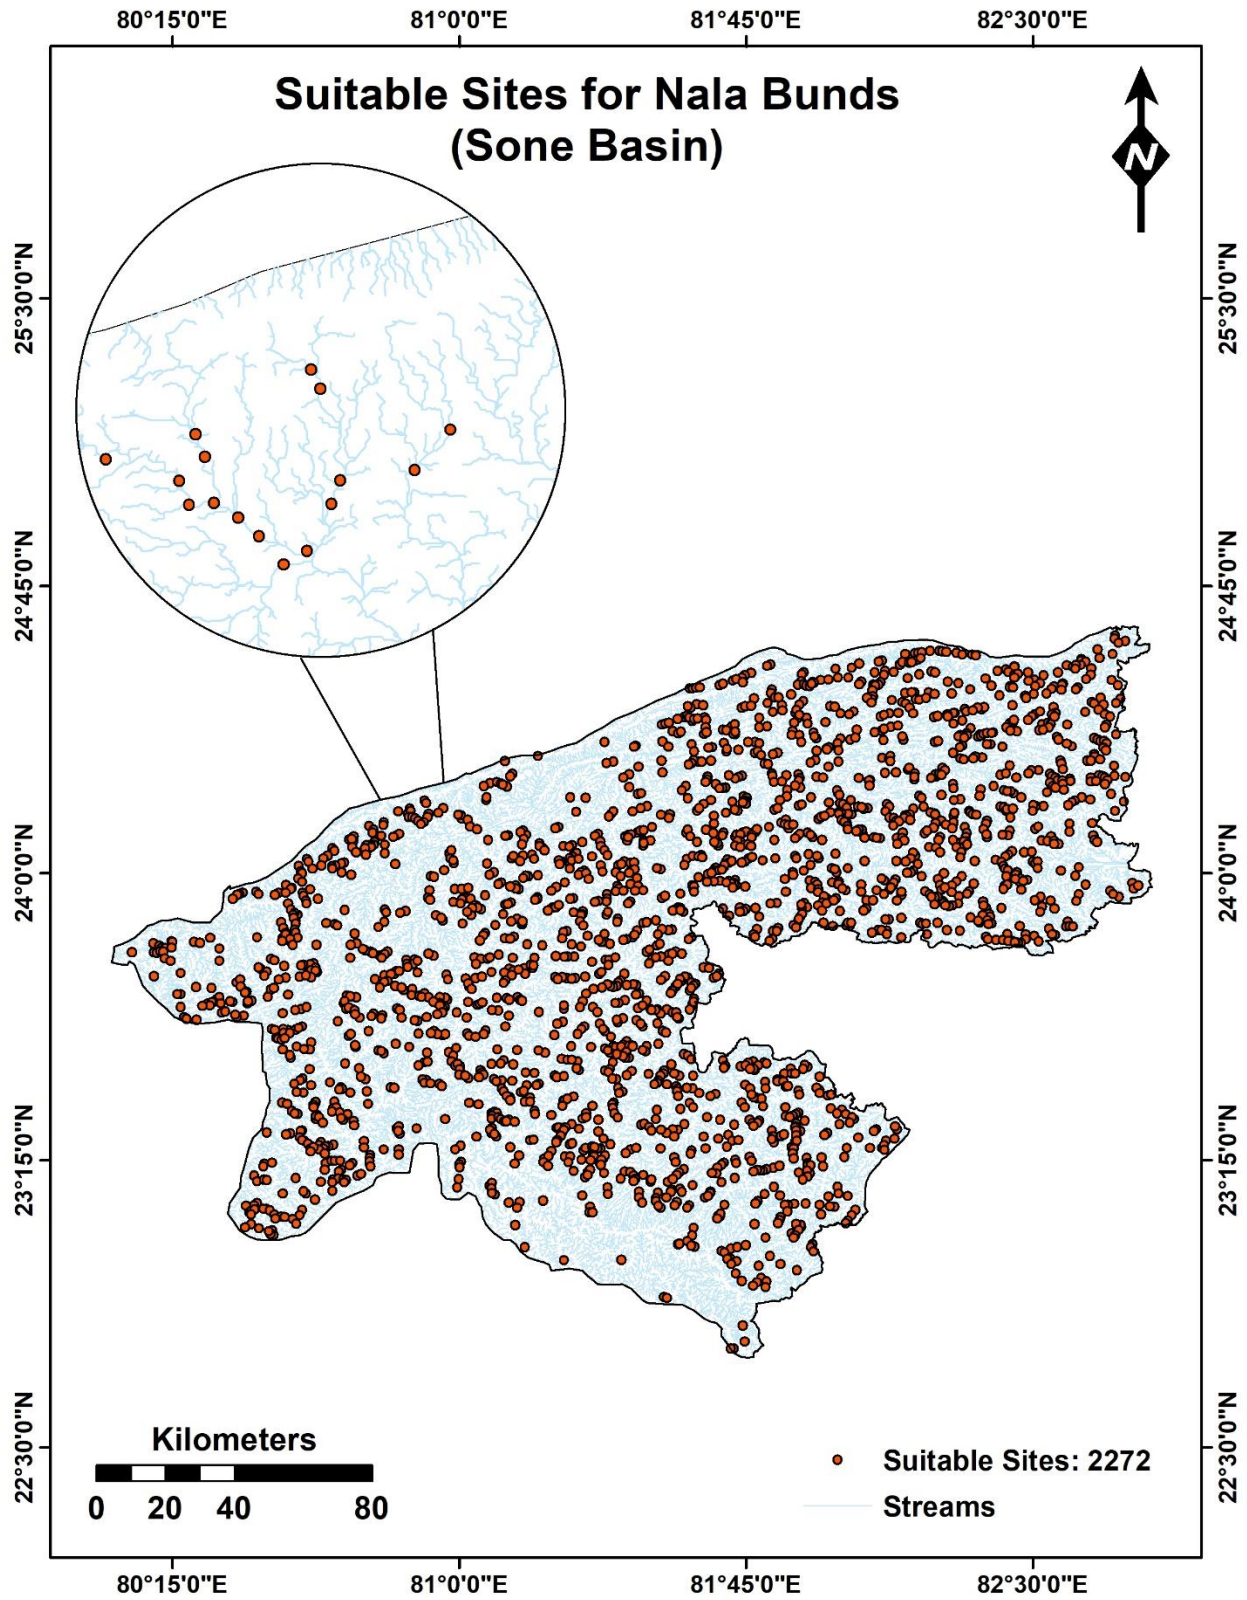 80°15'0"E 81°0'0"E 81°45'0"E 82°30'0"E
Suitable Sites for Nala Bunds
(Sone Basin)
N
25°30'0"N 25°30'0"N
24°45'0"N 24°45'0"N
24°0'0"N 24°0'0"N
23°15'0"N 23°15'0"N
22°30'0"N 22°30'0"N
Kilometers
0 20 40 80
Suitable Sites: 2272
Streams
80°15'0"E 81°0'0"E 81°45'0"E 82°30'0"E